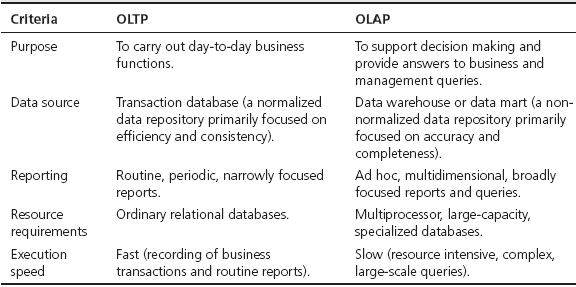 Criteria OLTP OLAP
Purpose To carry out day-to-day business To support decision making and
functions. provide answers to business and
management queries.
Data source Transaction database (a normalized Data warehouse or data mart (a non-
data repository primarily focused on normalized data repository primarily
efficiency and consistency). focused on accuracy and
completeness).
Reporting Routine, periodic, narrowly focused Ad hoc, multidimensional, broadly
reports. focused reports and queries.
Resource Ordinary relational databases. Multiprocessor, large-capacity,
requirements specialized databases.
Execution Fast (recording of business Slow (resource intensive, complex,
speed transactions and routine reports). large-scale queries).